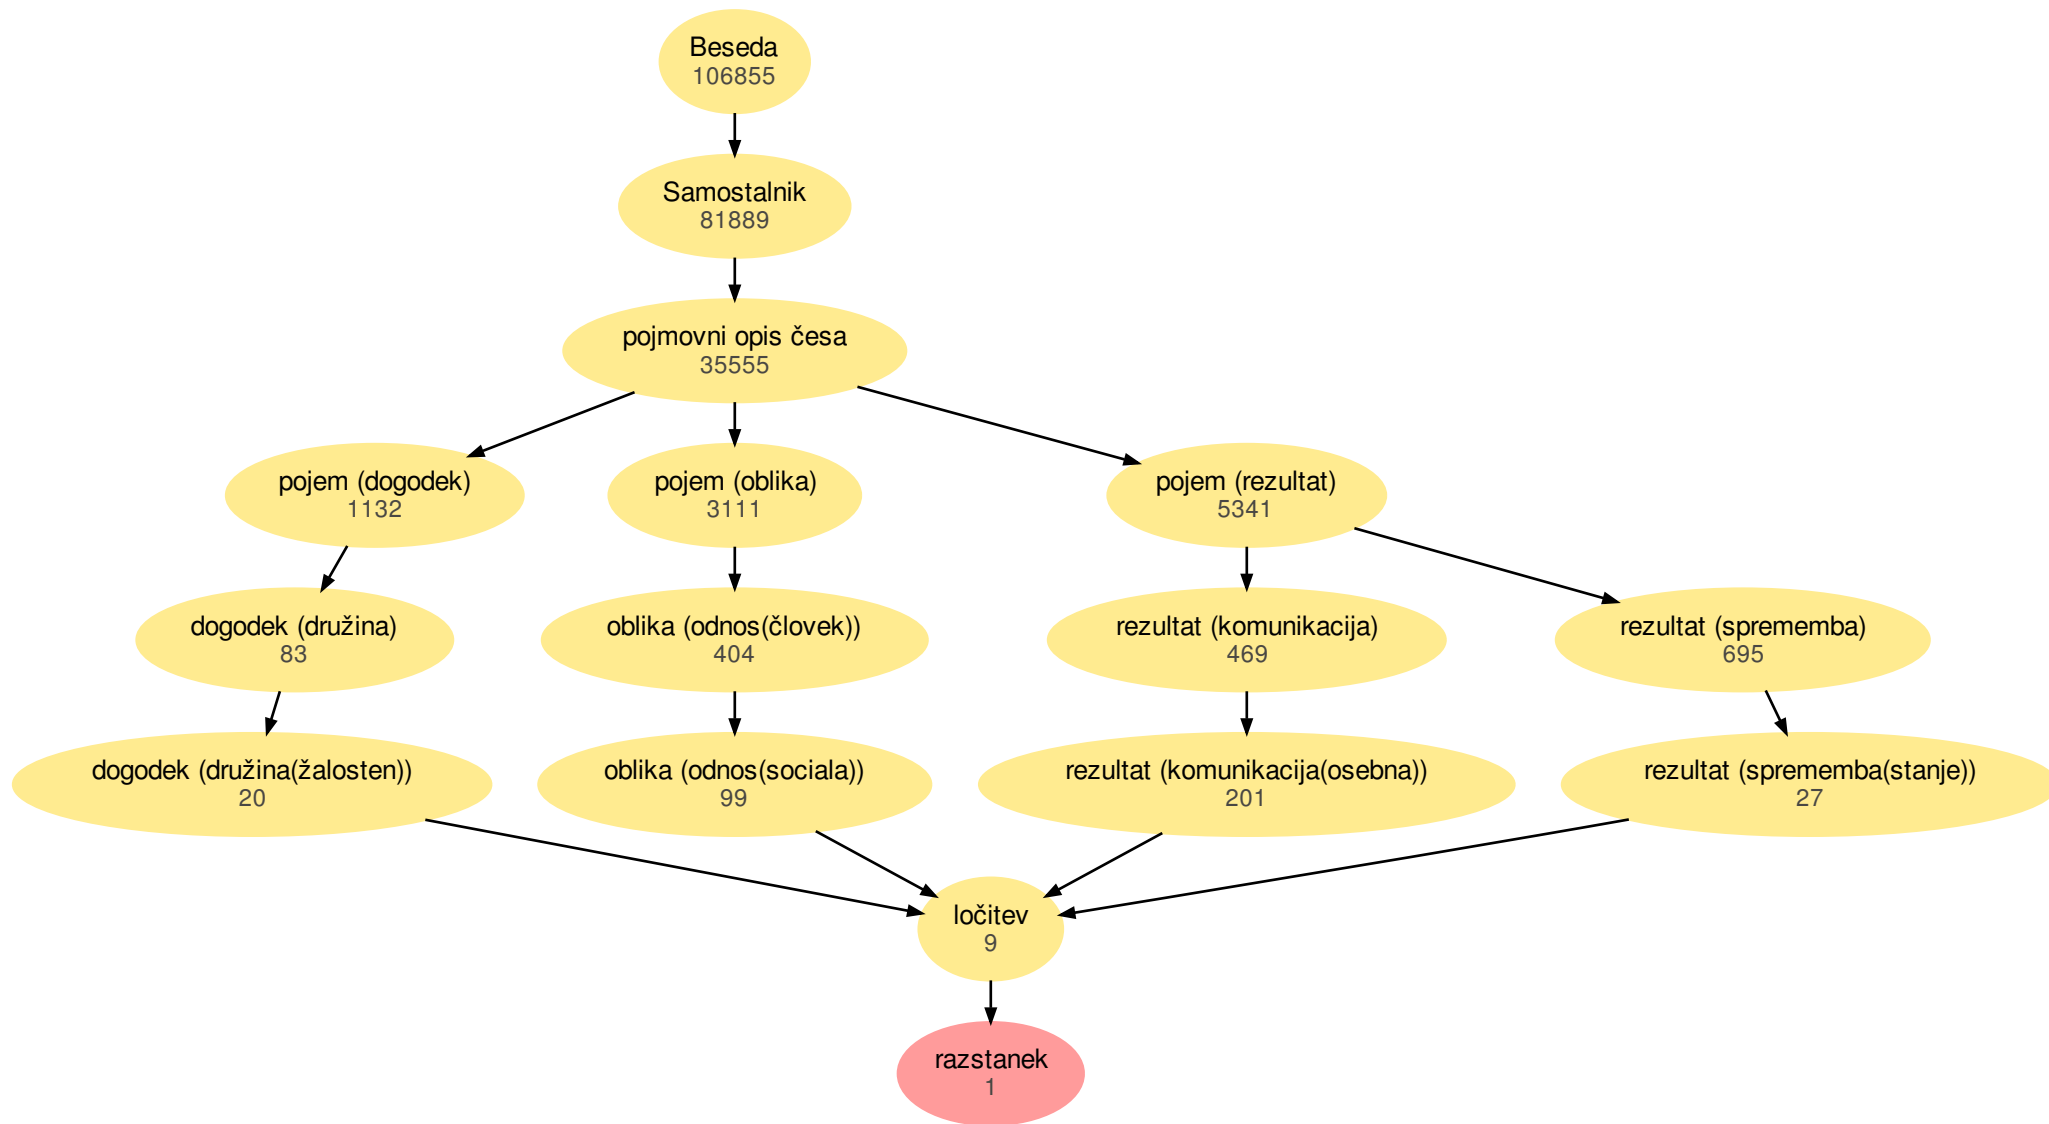 Beseda
106855
Samostalnik
81889
pojmovni opis česa
35555
pojem (dogodek)
1132
pojem (oblika)
3111
pojem (rezultat)
5341
dogodek (družina)
83
oblika (odnos(človek))
404
rezultat (komunikacija)
469
rezultat (sprememba)
695
dogodek (družina(žalosten))
20
oblika (odnos(sociala))
99
rezultat (komunikacija(osebna))
201
rezultat (sprememba(stanje))
27
ločitev
9
razstanek
1